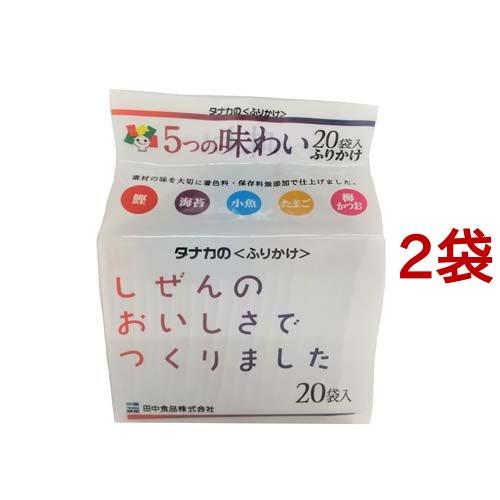 タナカの<ふりかけ>
5つの味わい 20袋入
ふりかけ
素材の味を大切に着色料・保存料無添加で仕上げました。
鰹 海苔 小魚 たまご 梅かつお
タナカの<ふりかけ>
しぜんの
おいしさで
つくりました
20袋入
田中食品株式会社
2袋